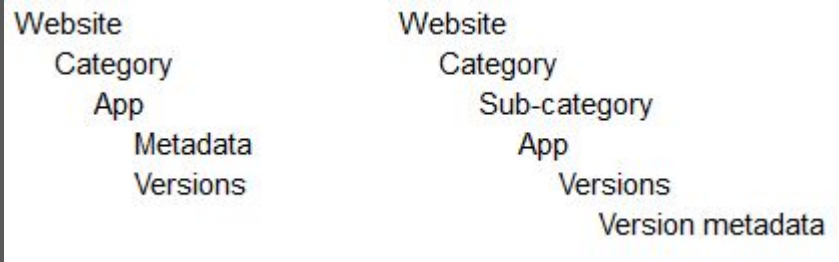 Website
Category
App
Metadata
Versions
Website
Category
Sub-category
App
Versions
Version metadata